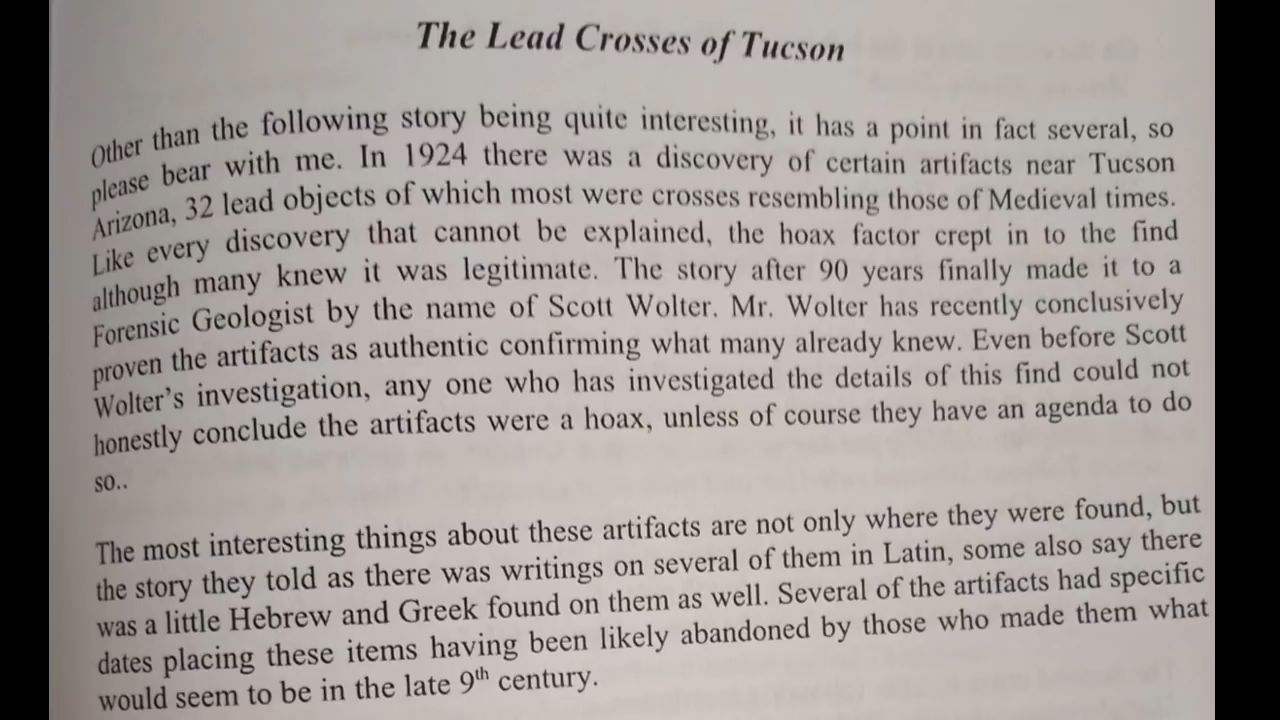 The Lead Crosses of Tucson
Other than the following story being quite interesting, it has a point in fact several, so
please bear with me. In 1924 there was a discovery of certain artifacts near Tucson
Arizona, 32 lead objects of which most were crosses resembling those of Medieval times.
Like every discovery that cannot be explained, the hoax factor crept in to the find
although many knew it was legitimate. The story after 90 years finally made it to a
Forensic Geologist by the name of Scott Wolter. Mr. Wolter has recently conclusively
proven the artifacts as authentic confirming what many already knew. Even before Scott
Wolter's investigation, any one who has investigated the details of this find could not
honestly conclude the artifacts were a hoax, unless of course they have an agenda to do
so..
The most interesting things about these artifacts are not only where they were found, but
the story they told as there was writings on several of them in Latin, some also say there
was a little Hebrew and Greek found on them as well. Several of the artifacts had specific
dates placing these items having been likely abandoned by those who made them what
would seem to be in the late 9th century.